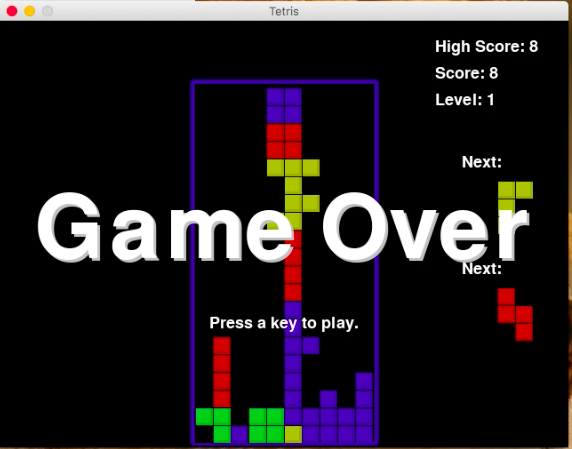 Tetris
High Score: 8
Score: 8
Level: 1
Next:
Game Over
Next:
Press a key to play.